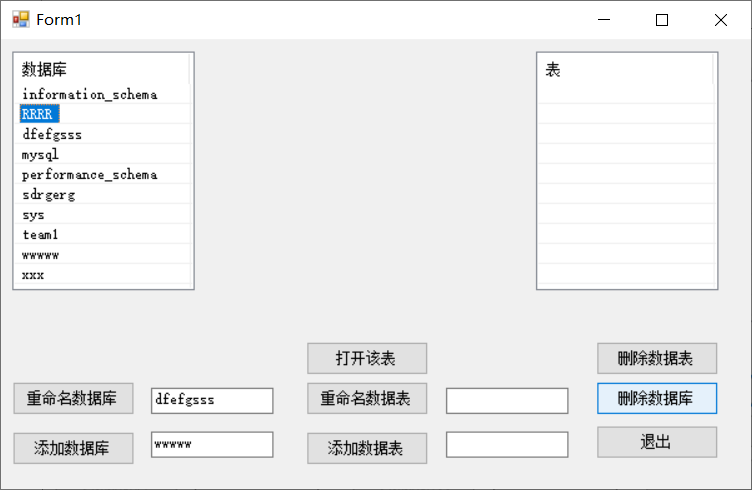 Form1
数据库
information_schema
RRRR
dfefgsss
mysql
performance_schema
sdrgerg
sys
team1
wwwww
xxx
表
打开该表
删除数据表
重命名数据库
dfefgsss
重命名数据表
删除数据库
添加数据库
wwwww
添加数据表
退出